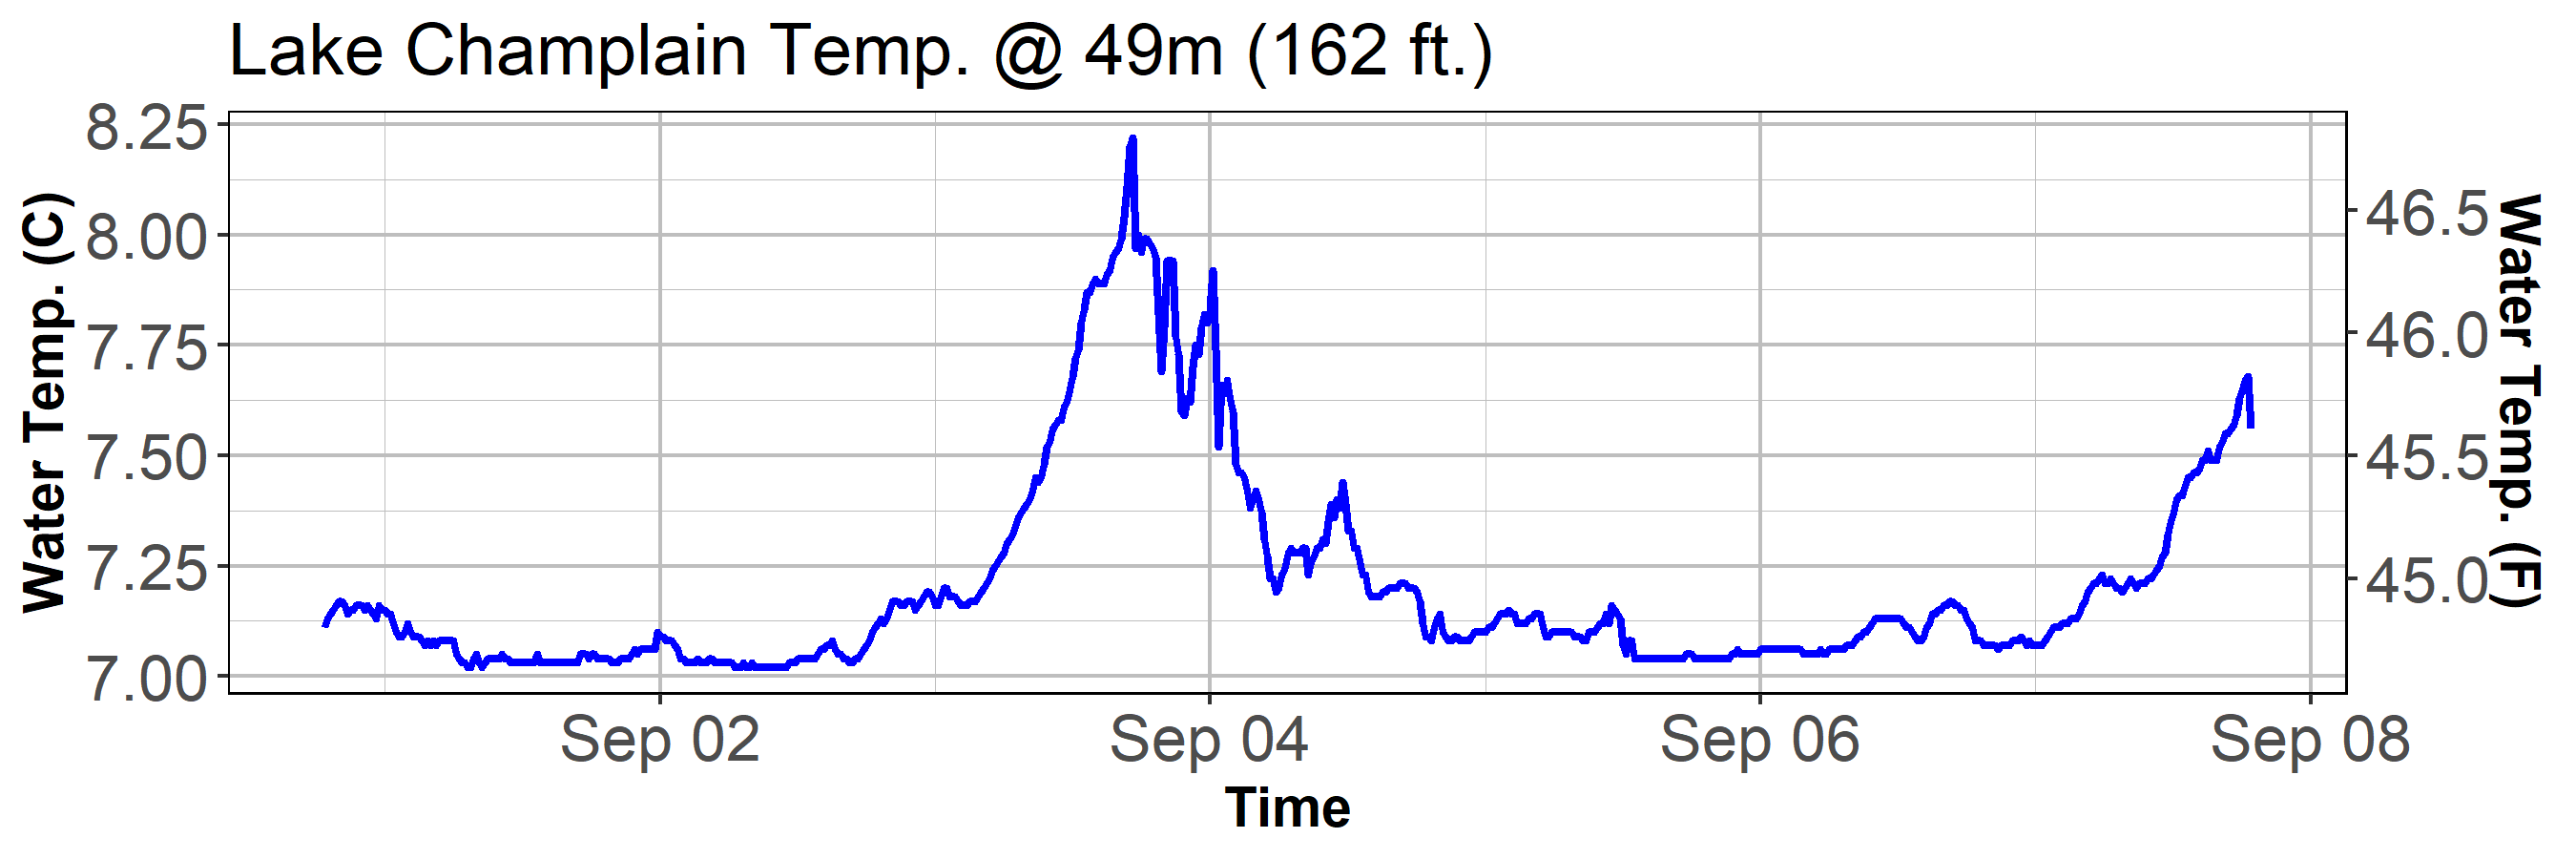 Lake Champlain Temp. @ 49m (162 ft.)
Water Temp. (C)
8.25
8.00
7.75
7.50
7.25
7.00
46.5
46.0
45.5
45.0
Water Temp. (F)
Sep 02
Sep 04
Sep 06
Sep 08
Time